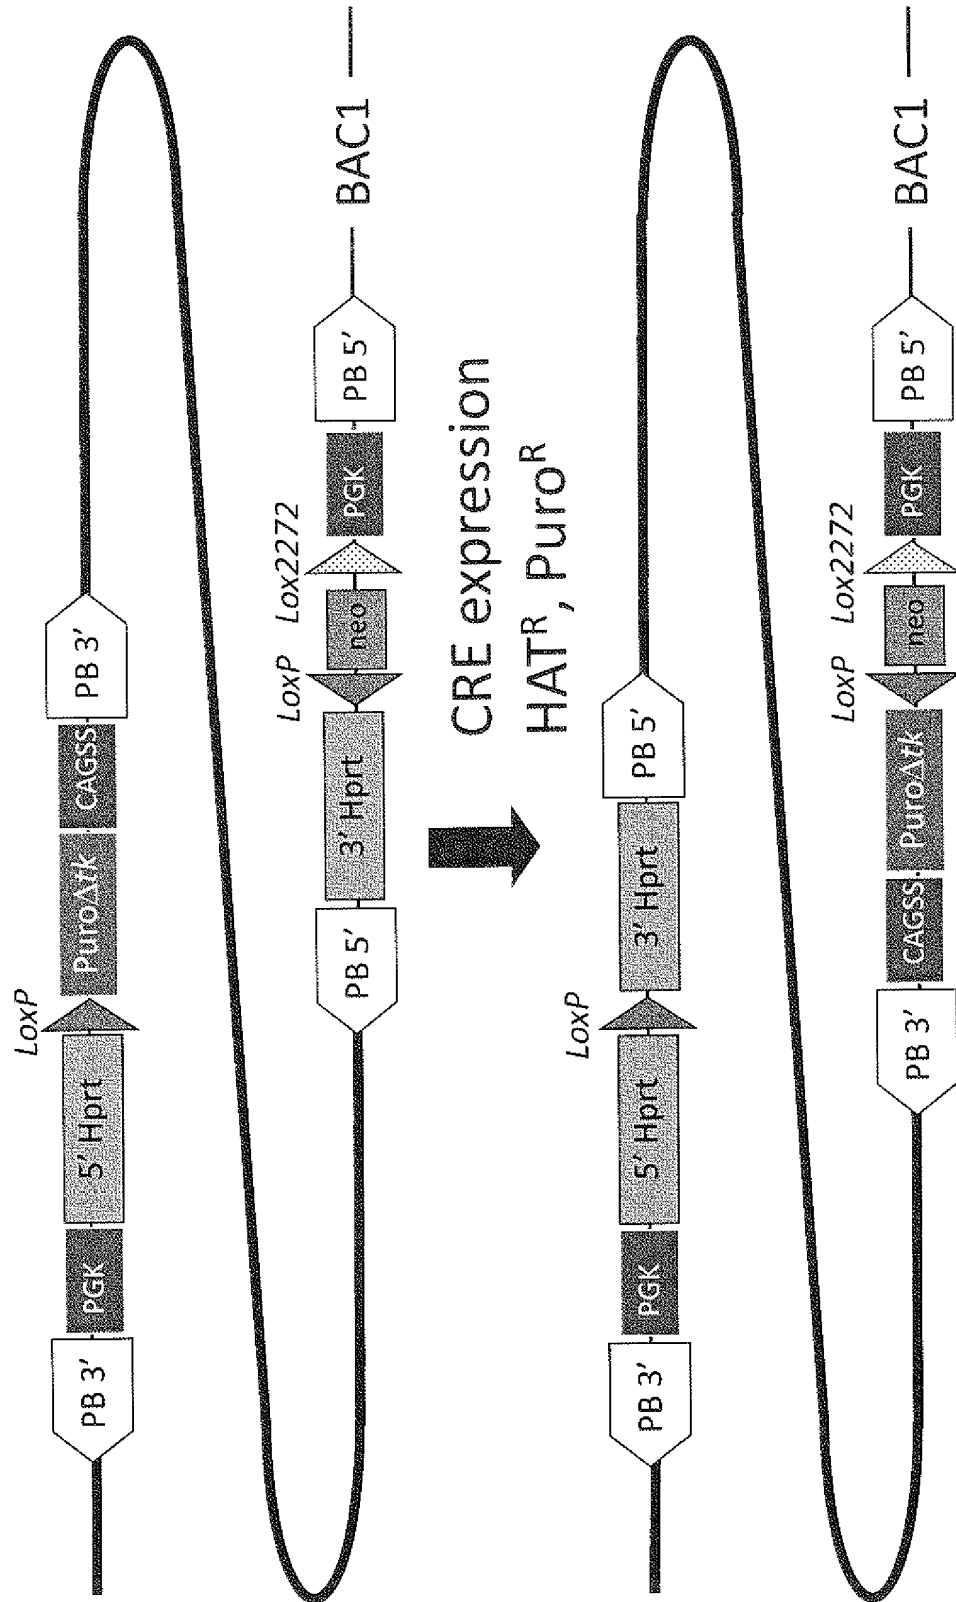 LoxP
PB 3' PGK 5' Hprt PuroΔtk CAGSS PB 3'
LoxP Lox2272
PB 5' 3' Hprt neo PGK PB 5' BAC1
CRE expression
HATᴿ, Puroᴿ
LoxP
PB 3' PGK 5' Hprt 3' Hprt PB 5'
LoxP Lox2272
PB 3' CAGSS PuroΔtk neo PGK PB 5' BAC1